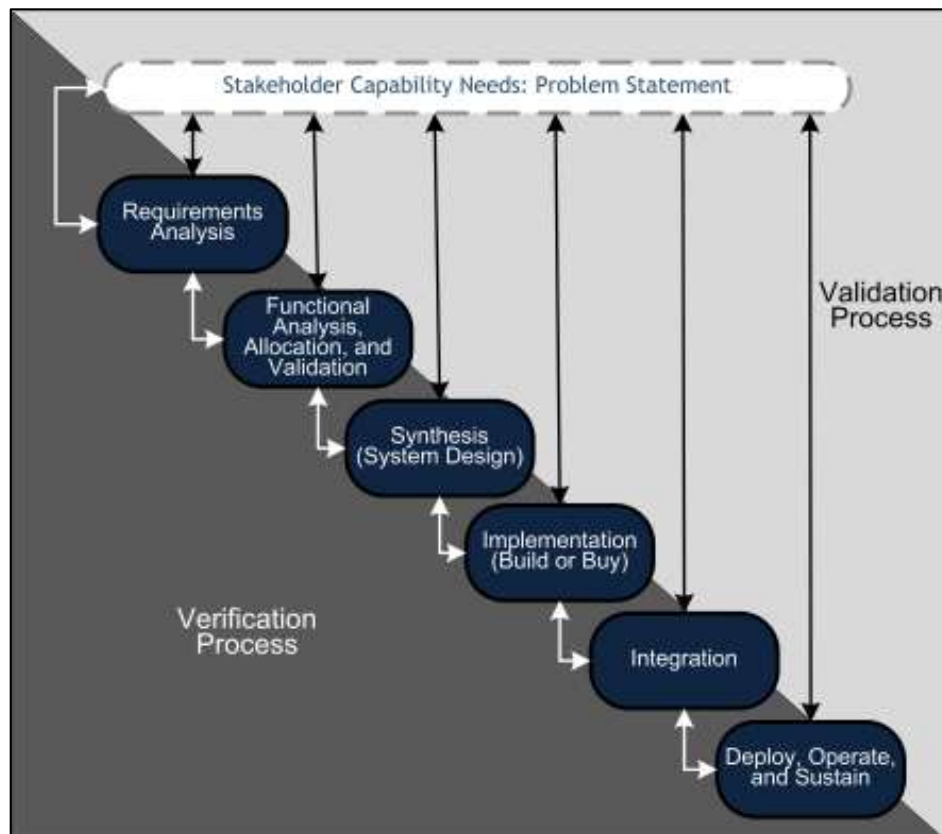 Stakeholder Capability Needs: Problem Statement
Requirements
Analysis
Functional
Analysis,
Allocation, and
Validation
Validation
Process
Synthesis
(System Design)
Implementation
(Build or Buy)
Verification
Process
Integration
Deploy, Operate,
and Sustain